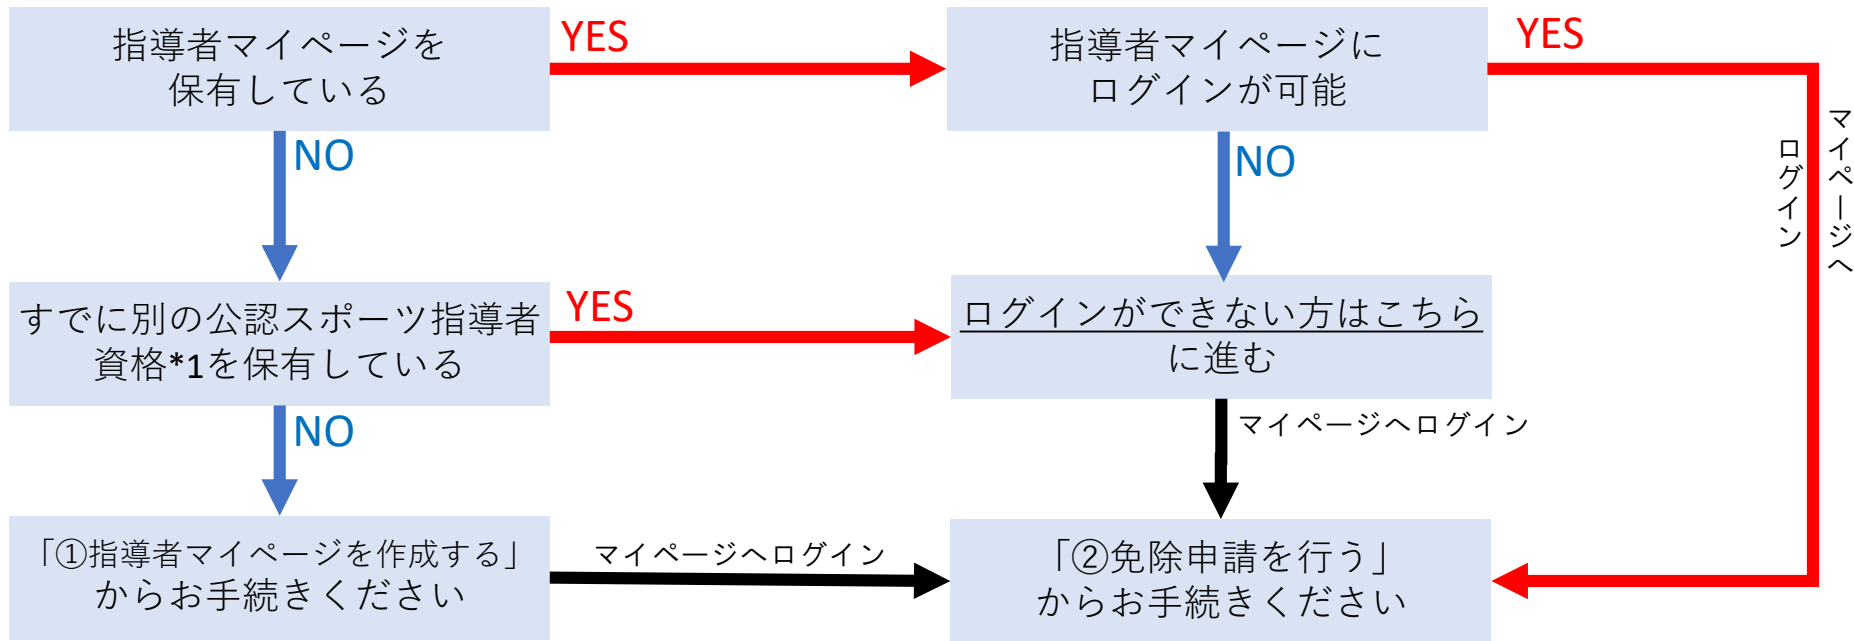 指導者マイページを
保有している
YES
指導者マイページに
ログインが可能
YES
NO
NO
マイページへ
ログイン
すでに別の公認スポーツ指導者
資格*1を保有している
YES
ログインができない方はこちら
に進む
NO
マイページへログイン
「①指導者マイページを作成する」
からお手続きください
マイページへログイン
「②免除申請を行う」
からお手続きください